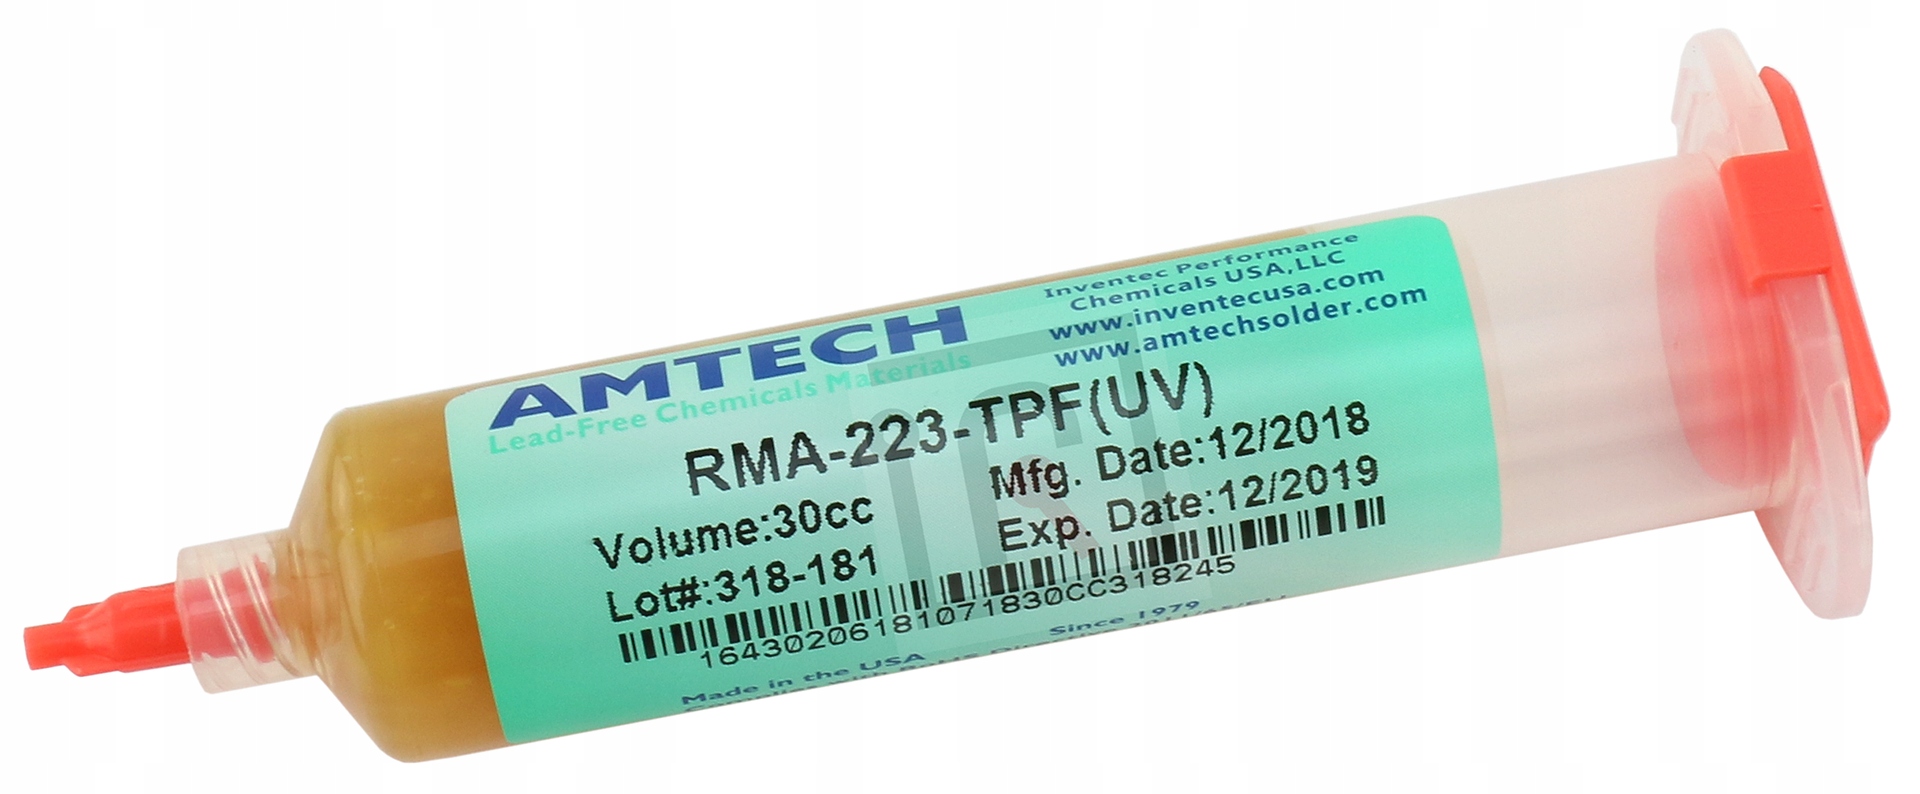 AMTECH
Lead-Free Chemicals Materials
Inventec Performance
Chemicals USA,LLC
www.inventecusa.com
www.amtechsolder.com
RMA-223-TPF(UV)
Volume:30cc
Mfg. Date:12/2018
Lot#:318-181
Exp. Date:12/2019
16430206181071830CC318245
Made in the USA
Since 1979